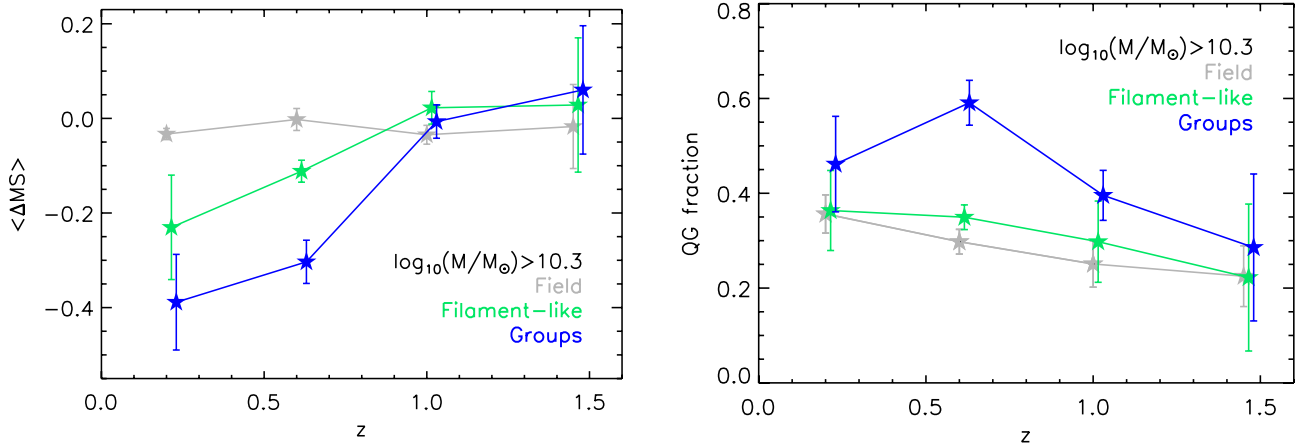 0.2
0.0
−0.2
−0.4
<ΔMS>
log₁₀(M/M☉)>10.3
Field
Filament−like
Groups
0.0 0.5 1.0 1.5
z
0.8
0.6
0.4
0.2
0.0
QG fraction
log₁₀(M/M☉)>10.3
Field
Filament−like
Groups
0.0 0.5 1.0 1.5
z